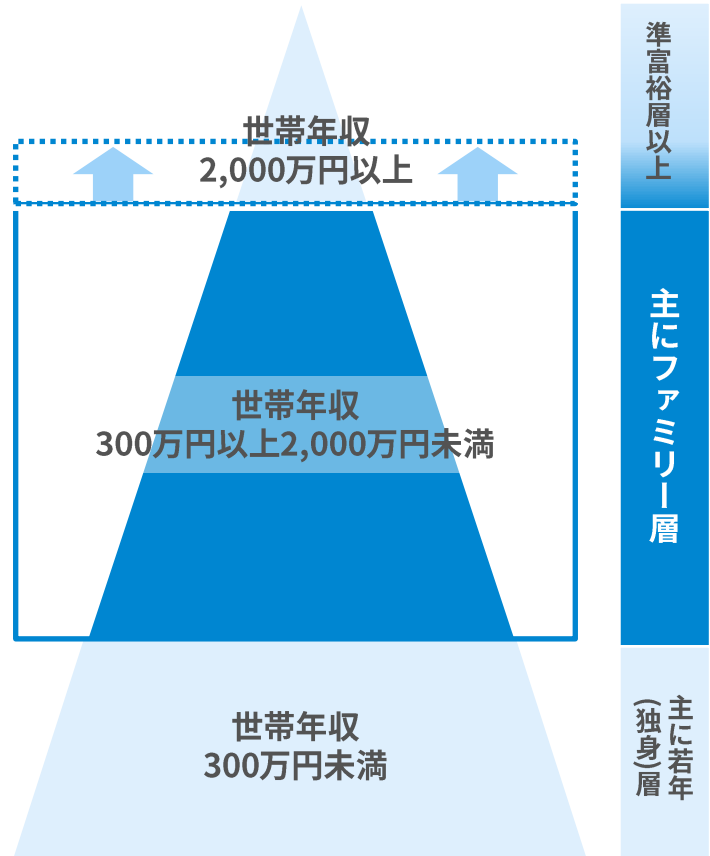 世帯年収
2,000万円以上
準富裕層以上
世帯年収
300万円以上2,000万円未満
主にファミリー層
世帯年収
300万円未満
主に若年
(独身)層